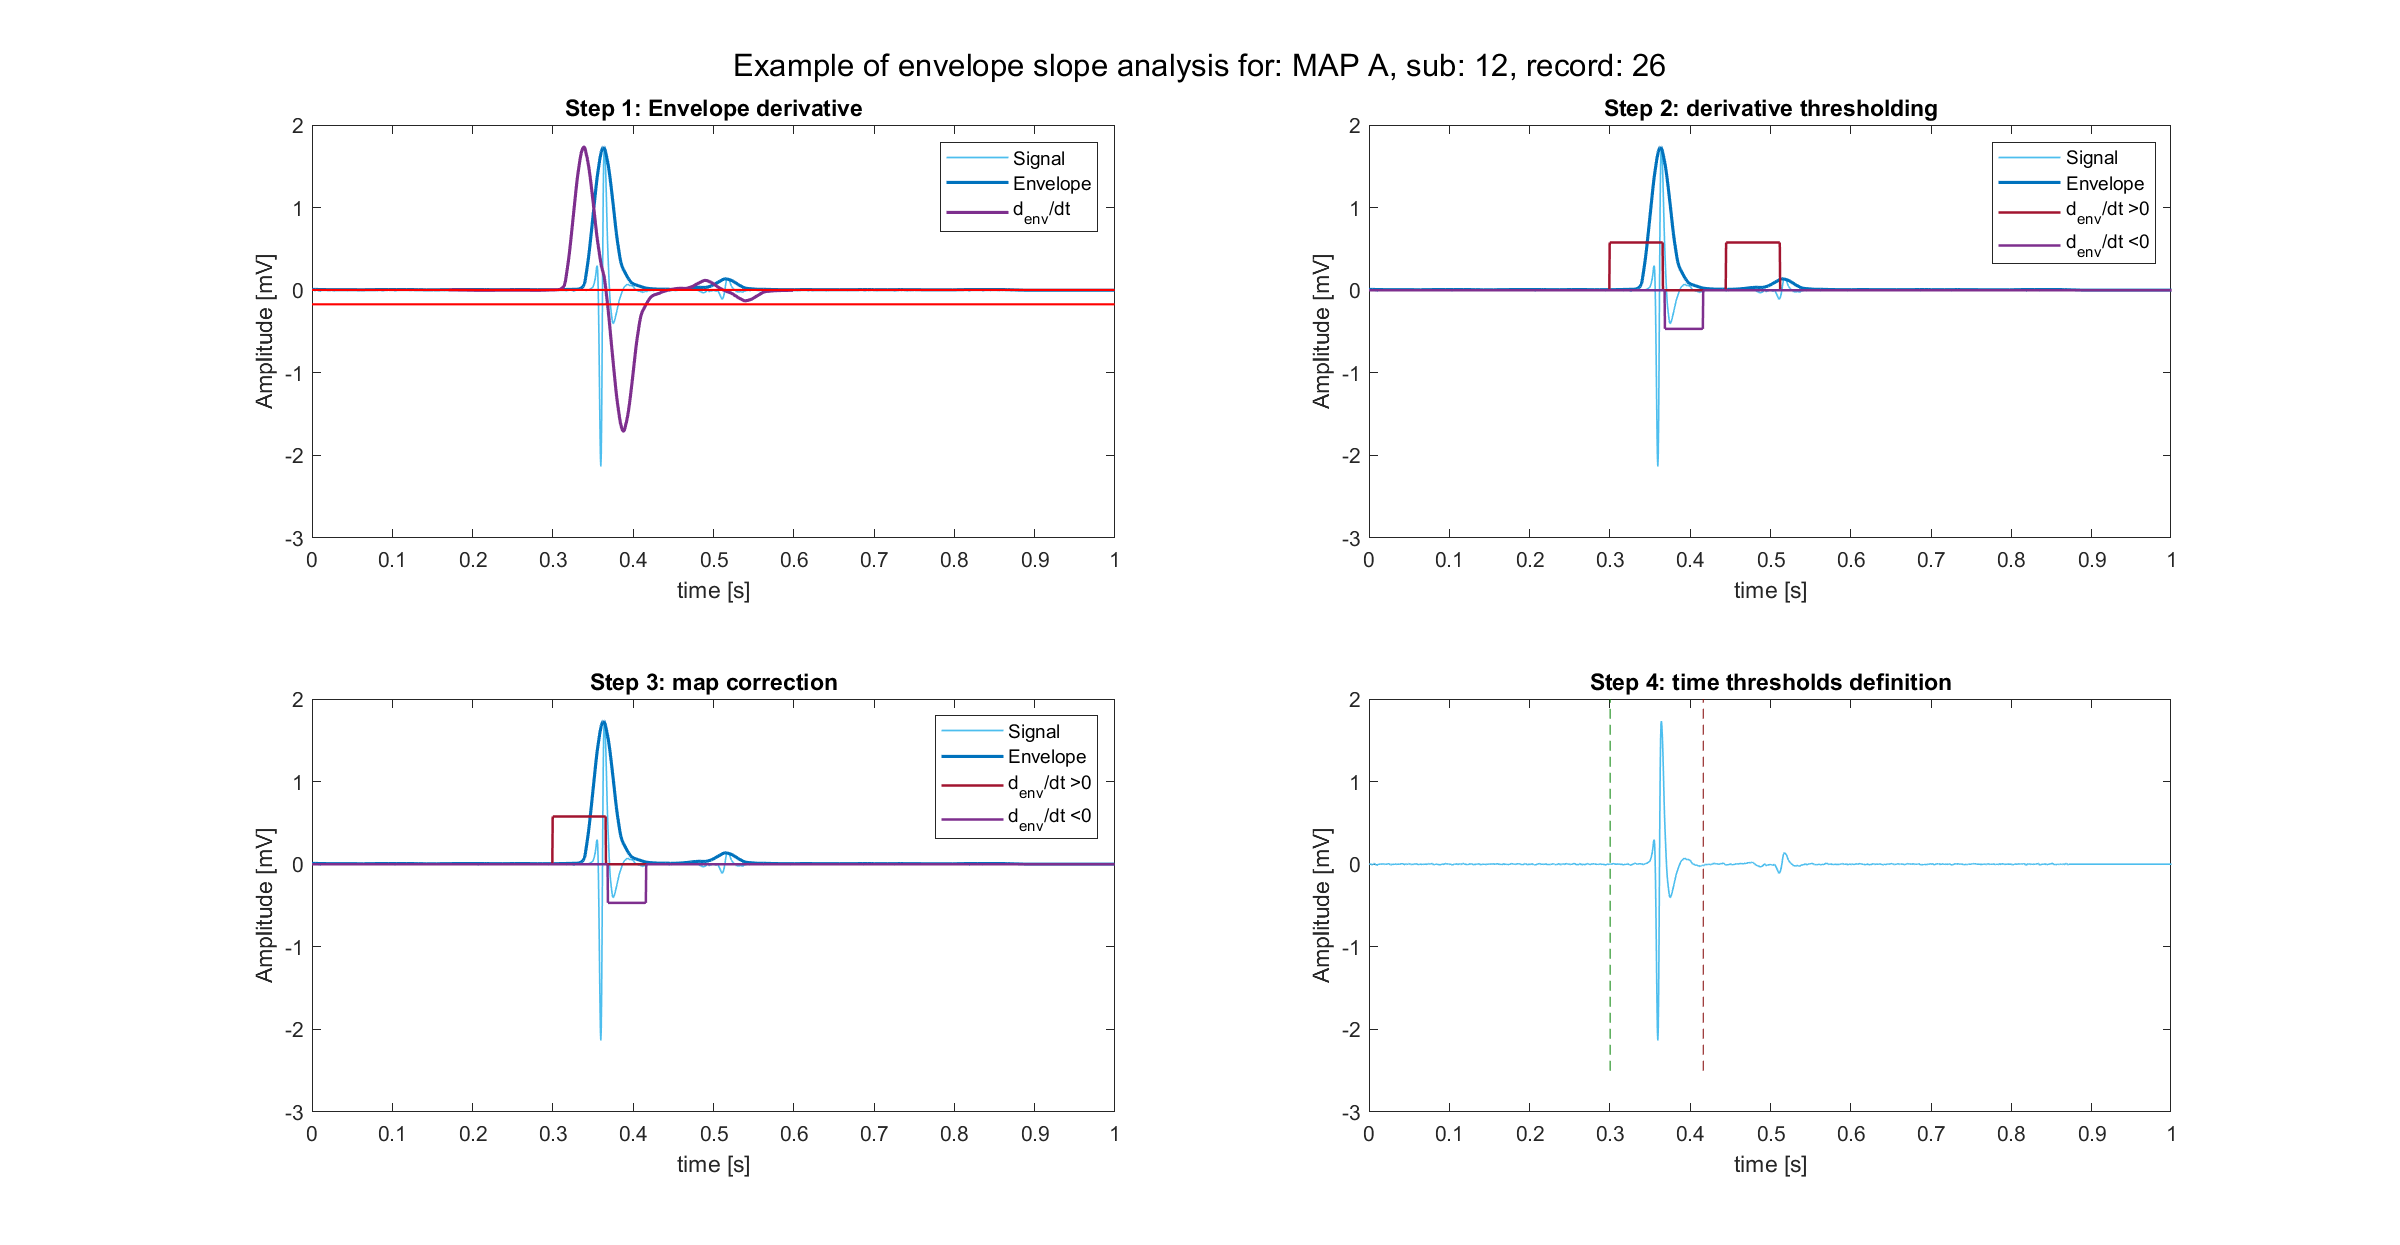 Example of envelope slope analysis for: MAP A, sub: 12, record: 26
Step 1: Envelope derivative
2
1
0
-1
-2
-3
Amplitude [mV]
Signal
Envelope
d_env/dt
0 0.1 0.2 0.3 0.4 0.5 0.6 0.7 0.8 0.9 1
time [s]
Step 2: derivative thresholding
2
1
0
-1
-2
-3
Amplitude [mV]
Signal
Envelope
d_env/dt >0
d_env/dt <0
0 0.1 0.2 0.3 0.4 0.5 0.6 0.7 0.8 0.9 1
time [s]
Step 3: map correction
2
1
0
-1
-2
-3
Amplitude [mV]
Signal
Envelope
d_env/dt >0
d_env/dt <0
0 0.1 0.2 0.3 0.4 0.5 0.6 0.7 0.8 0.9 1
time [s]
Step 4: time thresholds definition
2
1
0
-1
-2
-3
Amplitude [mV]
0 0.1 0.2 0.3 0.4 0.5 0.6 0.7 0.8 0.9 1
time [s]